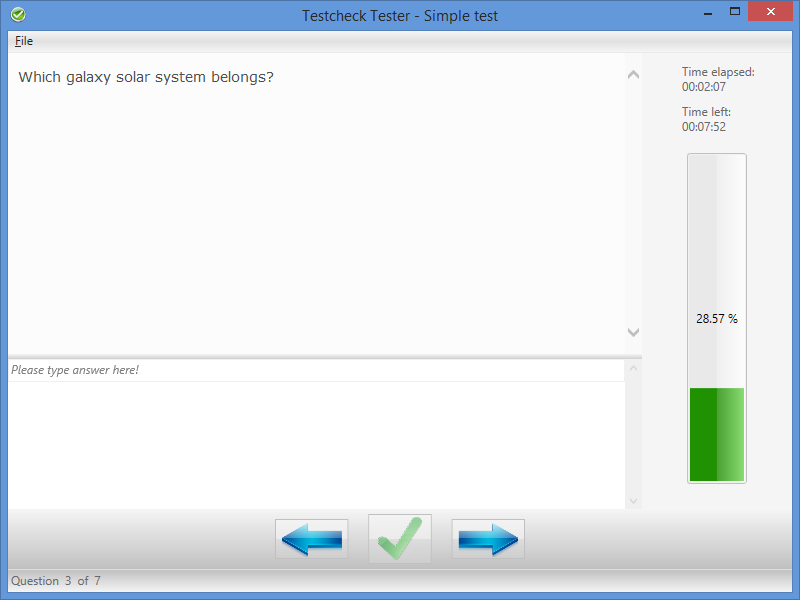 Testcheck Tester - Simple test
File
Which galaxy solar system belongs?
Time elapsed:
00:02:07
Time left:
00:07:52
28.57 %
Please type answer here!
Question 3 of 7